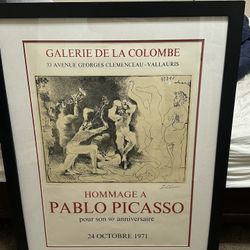 GALERIE DE LA COLOMBE
33 AVENUE GEORGES CLEMENCEAU-VALLAURIS
HOMMAGE A
PABLO PICASSO
pour son 90e anniversaire
24 OCTOBRE 1971